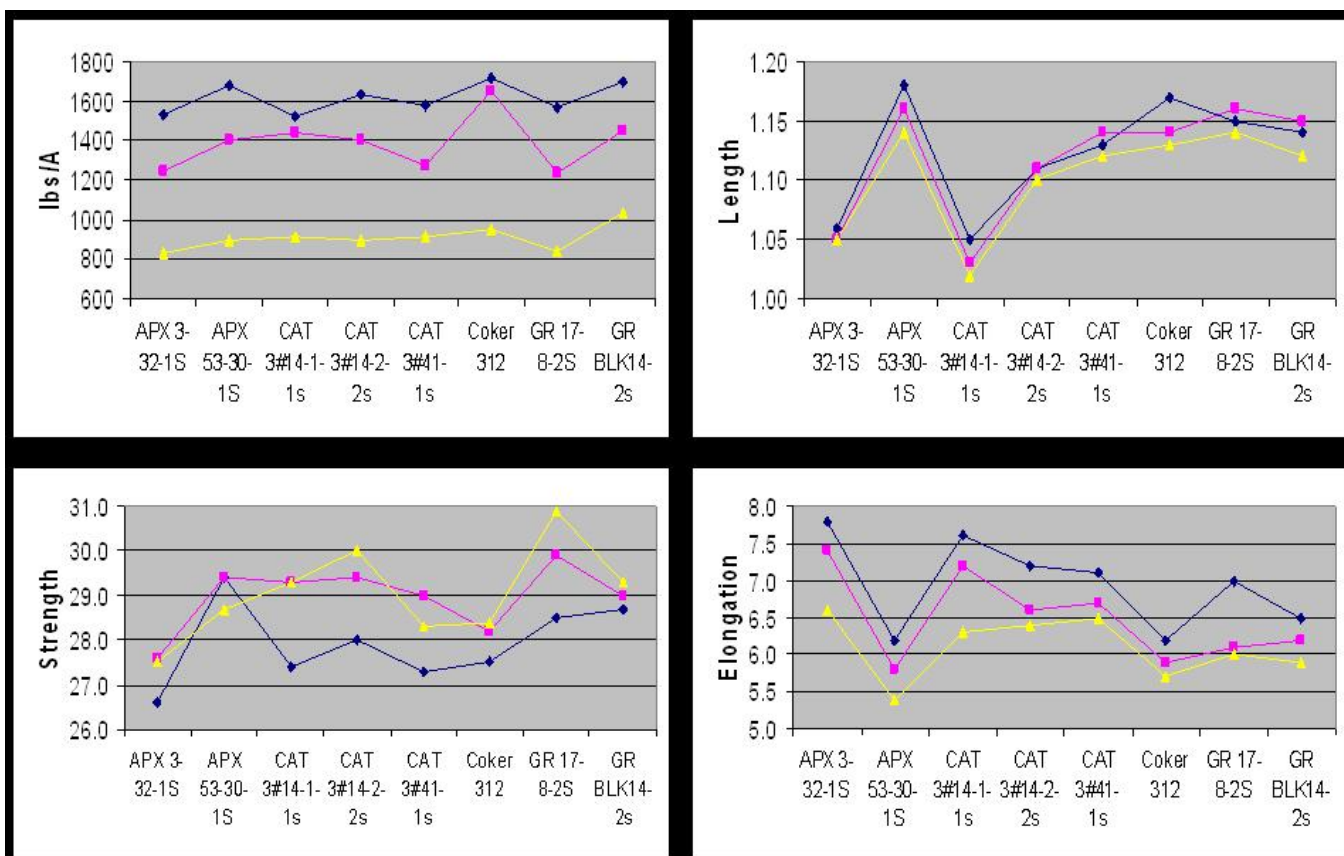 lbs/A
1800
1600
1400
1200
1000
800
600
APX 3- APX CAT CAT CAT Coker GR 17- GR
32-1S 53-30- 3#14-1- 3#14-2- 3#41- 312 8-2S BLK14-
1S 1s 2s 1s 2s
Length
1.20
1.15
1.10
1.05
1.00
APX 3- APX CAT CAT CAT Coker GR 17- GR
32-1S 53-30- 3#14-1- 3#14-2- 3#41- 312 8-2S BLK14-
1S 1s 2s 1s 2s
Strength
31.0
30.0
29.0
28.0
27.0
26.0
APX 3- APX CAT CAT CAT Coker GR 17- GR
32-1S 53-30- 3#14-1- 3#14-2- 3#41- 312 8-2S BLK14-
1S 1s 2s 1s 2s
Elongation
8.0
7.5
7.0
6.5
6.0
5.5
5.0
APX 3- APX CAT CAT CAT Coker GR 17- GR
32-1S 53-30- 3#14-1- 3#14-2- 3#41- 312 8-2S BLK14-
1S 1s 2s 1s 2s